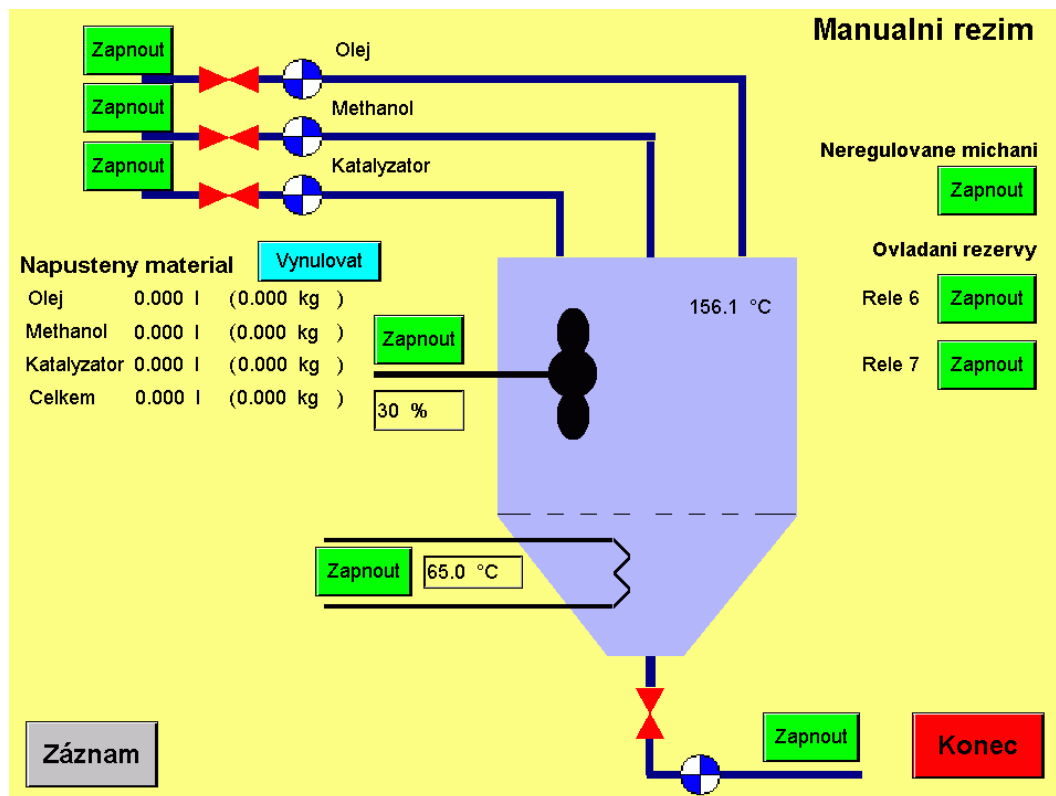 Manualni rezim
Zapnout
Olej
Zapnout
Methanol
Zapnout
Katalyzator
Neregulovane michani
Zapnout
Ovladani rezervy
Rele 6
Zapnout
Rele 7
Zapnout
Napusteny material
Vynulovat
Olej 0.000 l (0.000 kg )
Methanol 0.000 l (0.000 kg )
Katalyzator 0.000 l (0.000 kg )
Celkem 0.000 l (0.000 kg )
Zapnout
30 %
156.1 °C
Zapnout
65.0 °C
Záznam
Zapnout
Konec